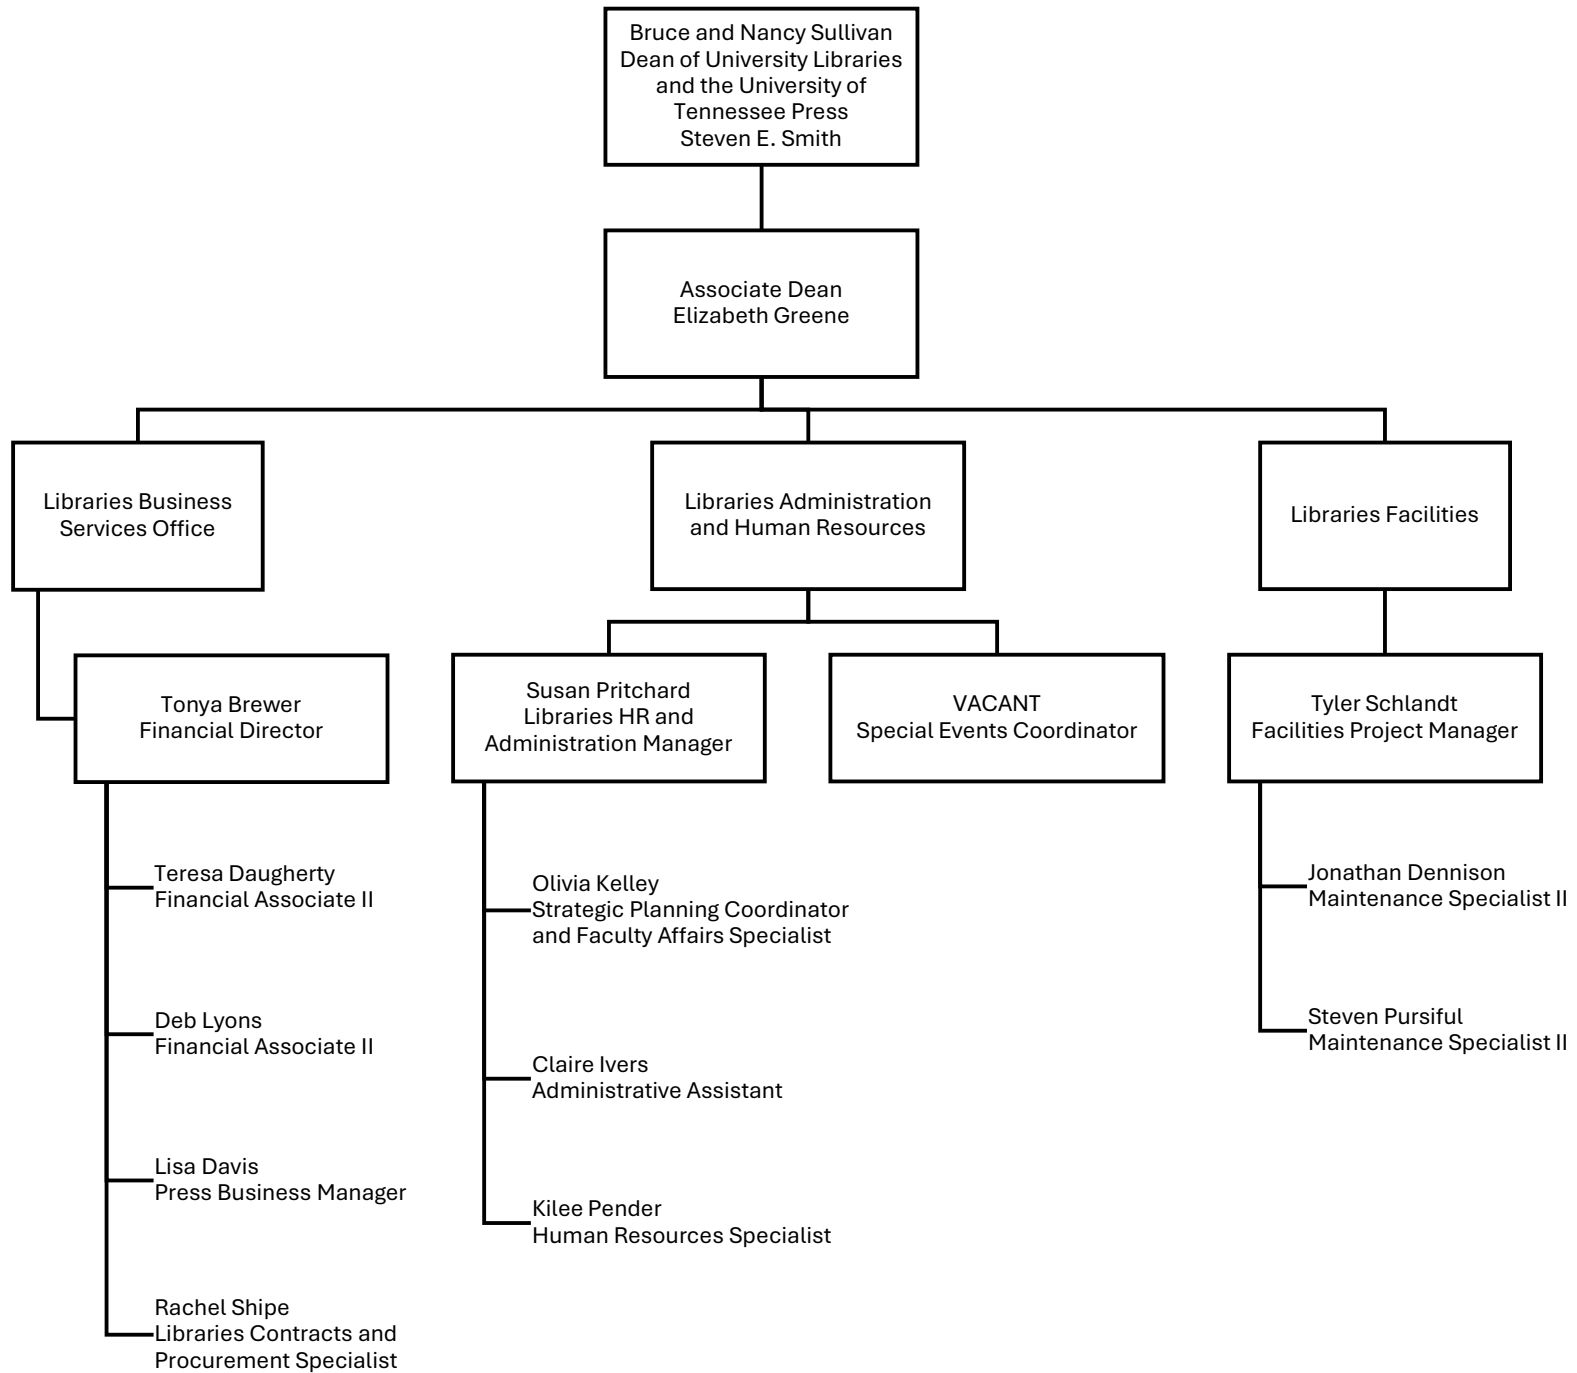 Bruce and Nancy Sullivan
Dean of University Libraries
and the University of
Tennessee Press
Steven E. Smith
Associate Dean
Elizabeth Greene
Libraries Business
Services Office
Libraries Administration
and Human Resources
Libraries Facilities
Tonya Brewer
Financial Director
Susan Pritchard
Libraries HR and
Administration Manager
VACANT
Special Events Coordinator
Tyler Schlandt
Facilities Project Manager
Teresa Daugherty
Financial Associate II
Deb Lyons
Financial Associate II
Lisa Davis
Press Business Manager
Rachel Shipe
Libraries Contracts and
Procurement Specialist
Olivia Kelley
Strategic Planning Coordinator
and Faculty Affairs Specialist
Claire Ivers
Administrative Assistant
Kilee Pender
Human Resources Specialist
Jonathan Dennison
Maintenance Specialist II
Steven Pursiful
Maintenance Specialist II